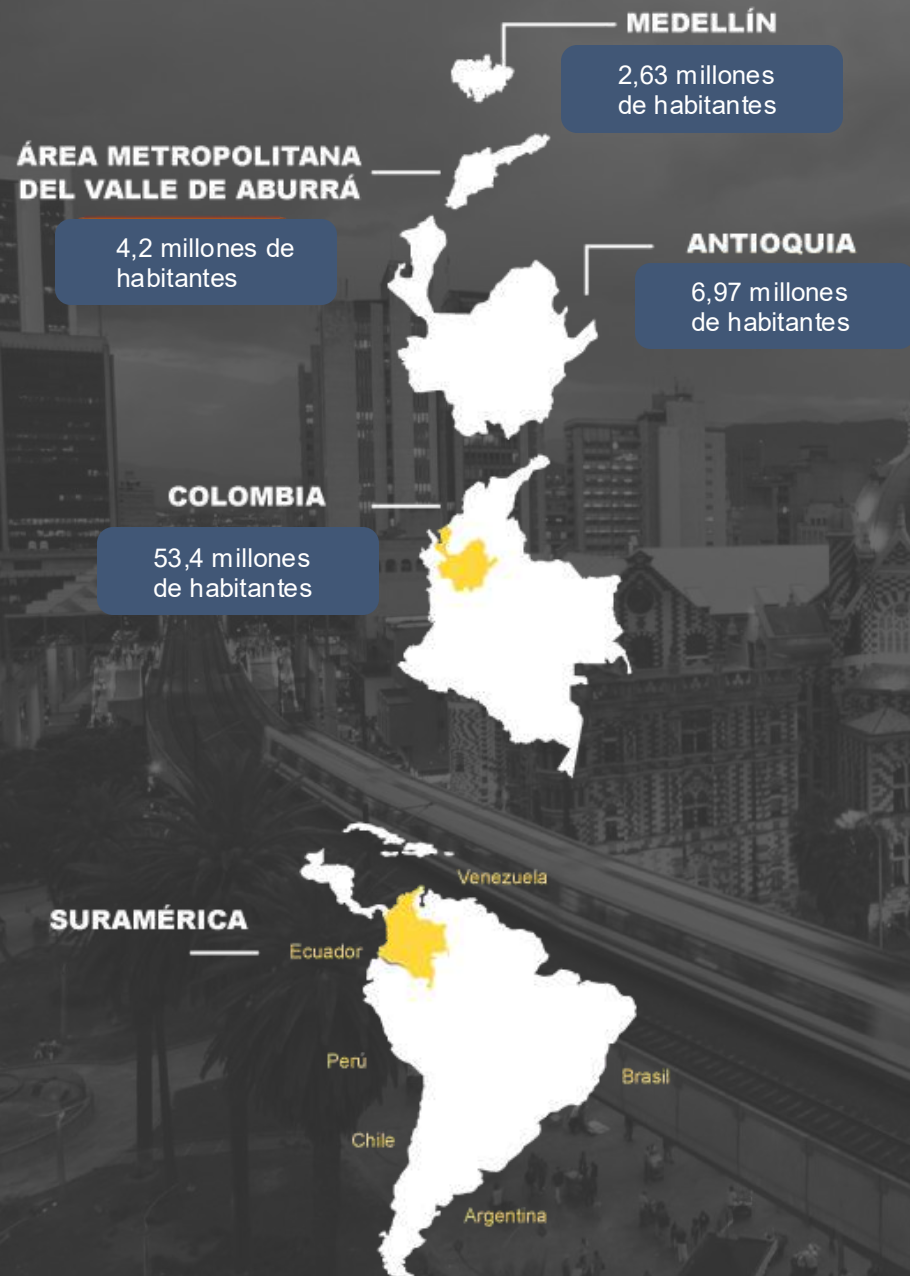 MEDELLÍN
2,63 millones
de habitantes
ÁREA METROPOLITANA
DEL VALLE DE ABURRÁ
4,2 millones de
habitantes
ANTIOQUIA
6,97 millones
de habitantes
COLOMBIA
53,4 millones
de habitantes
SURAMÉRICA
Venezuela
Ecuador
Perú
Brasil
Chile
Argentina